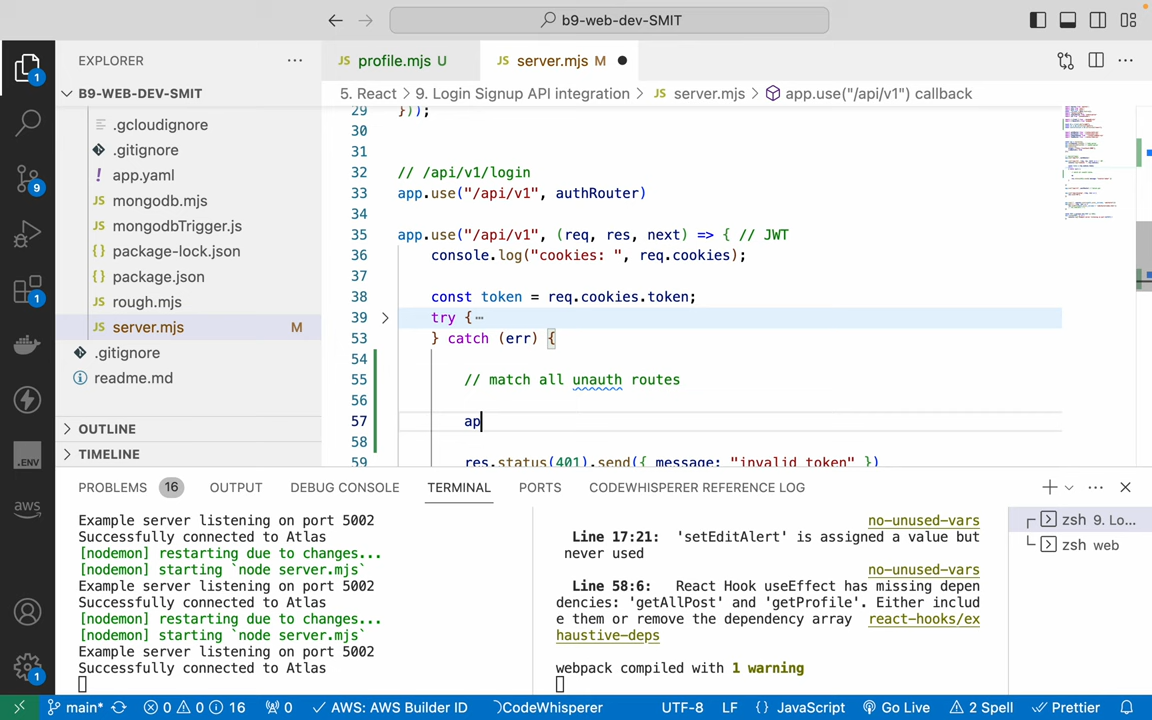 b9-web-dev-SMIT
EXPLORER
profile.mjs U
JS server.mjs M
B9-WEB-DEV-SMIT
5. React > 9. Login Signup API integration > JS server.mjs > app.use("/api/v1") callback
.gcloudignore
.gitignore
! app.yaml
JS mongodb.mjs
JS mongodbTrigger.js
{} package-lock.json
{} package.json
JS rough.mjs
JS server.mjs M
.gitignore
readme.md
OUTLINE
TIMELINE
29 }));
30
31
32 // /api/v1/login
33 app.use("/api/v1", authRouter)
34
35 app.use("/api/v1", (req, res, next) => { // JWT
36 console.log("cookies: ", req.cookies);
37
38 const token = req.cookies.token;
39 try {…
53 } catch (err) {
54
55 // match all unauth routes
56
57 ap
58
59 res.status(401).send({ message: "invalid token" })
PROBLEMS 16 OUTPUT DEBUG CONSOLE TERMINAL PORTS CODEWHISPERER REFERENCE LOG
Example server listening on port 5002
Successfully connected to Atlas
[nodemon] restarting due to changes...
[nodemon] starting `node server.mjs`
Example server listening on port 5002
Successfully connected to Atlas
[nodemon] restarting due to changes...
[nodemon] starting `node server.mjs`
Example server listening on port 5002
Successfully connected to Atlas
no-unused-vars
Line 17:21: 'setEditAlert' is assigned a value but
never used
no-unused-vars
Line 58:6: React Hook useEffect has missing depen
dencies: 'getAllPost' and 'getProfile'. Either includ
e them or remove the dependency array react-hooks/ex
haustive-deps
webpack compiled with 1 warning
zsh 9. Lo...
zsh web
1
9
1
.ENV
aws
1
main* 0 0 16 0 AWS: AWS Builder ID CodeWhisperer UTF-8 LF {} JavaScript Go Live 2 Spell Prettier